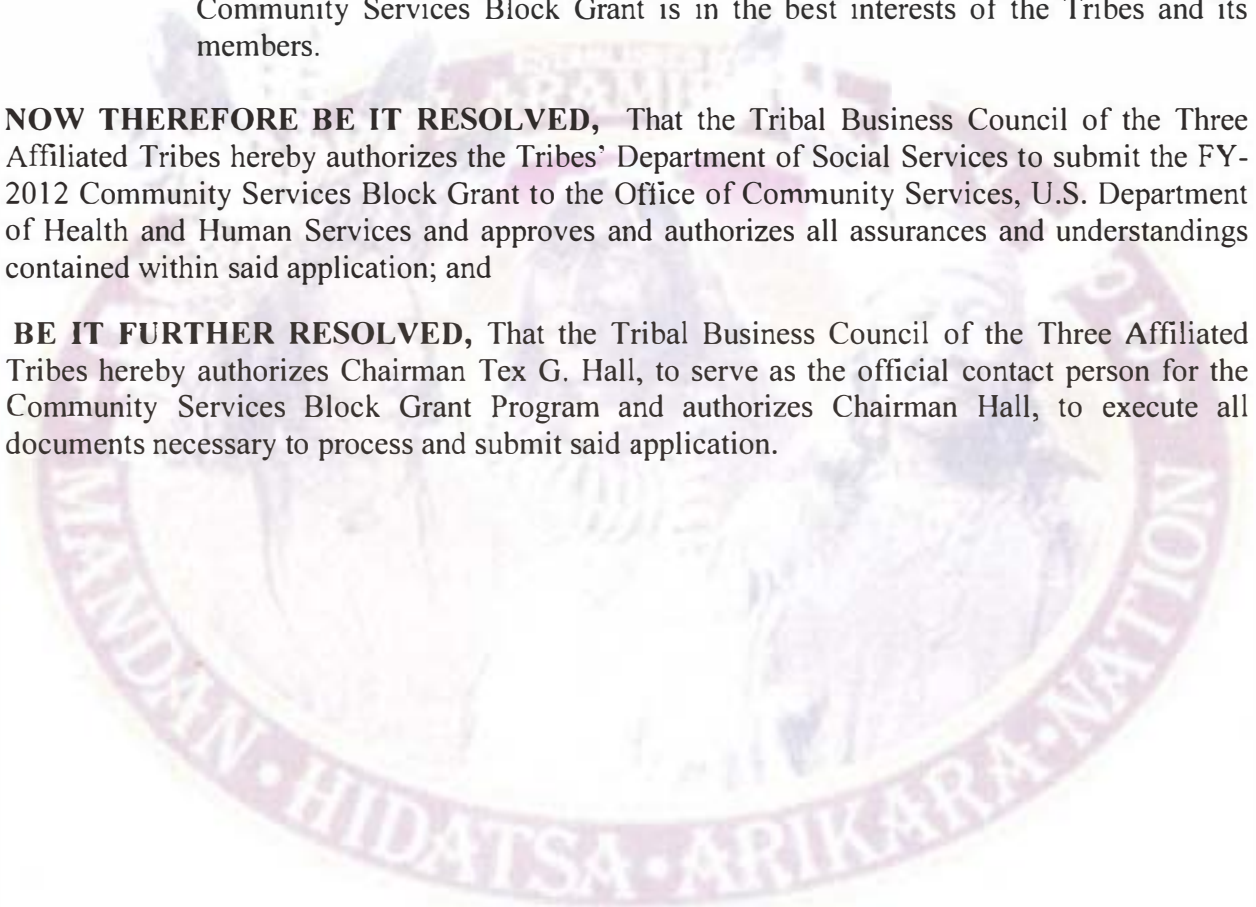 Community Services Block Grant is in the best interests of the Tribes and its
members.
NOW THEREFORE BE IT RESOLVED, That the Tribal Business Council of the Three
Affiliated Tribes hereby authorizes the Tribes' Department of Social Services to submit the FY-
2012 Community Services Block Grant to the Office of Community Services, U.S. Department
of Health and Human Services and approves and authorizes all assurances and understandings
contained within said application; and
BE IT FURTHER RESOLVED, That the Tribal Business Council of the Three Affiliated
Tribes hereby authorizes Chairman Tex G. Hall, to serve as the official contact person for the
Community Services Block Grant Program and authorizes Chairman Hall, to execute all
documents necessary to process and submit said application.
MANDAN • HIDATSA • ARIKARA • NATION